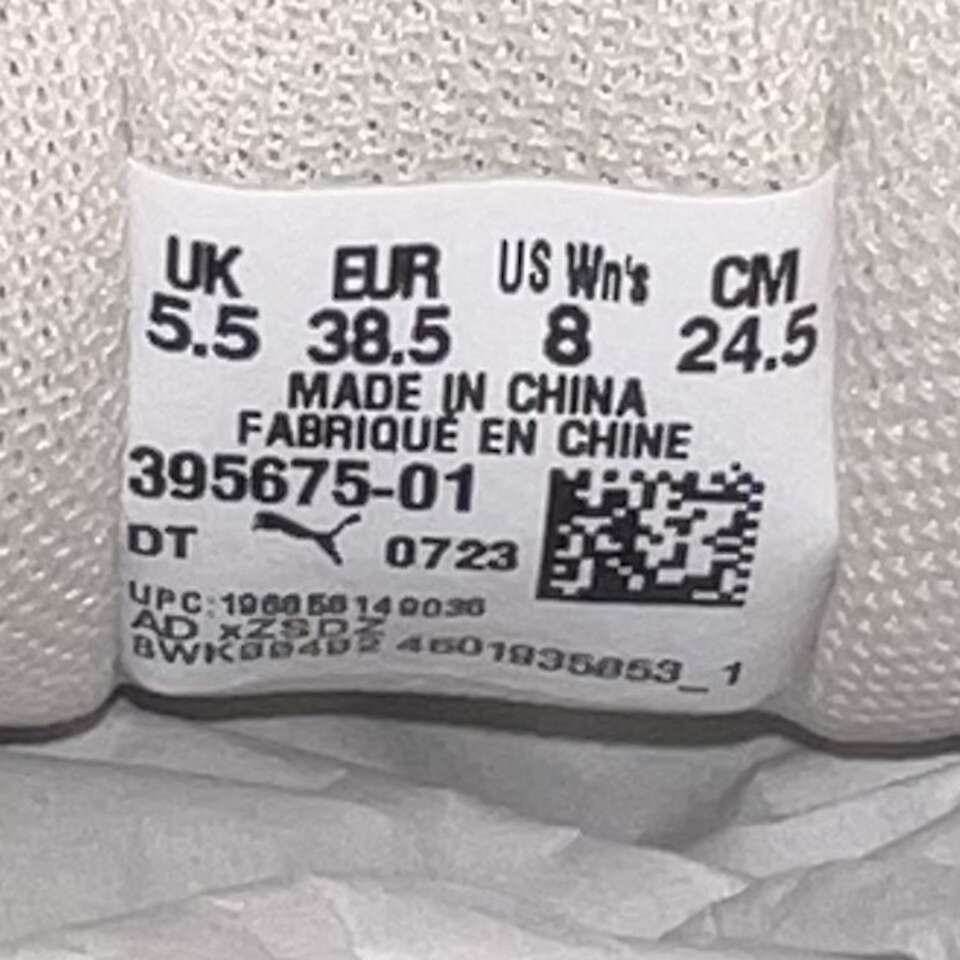 UK EUR US Wn's CM
5.5 38.5 8 24.5
MADE IN CHINA
FABRIQUÉ EN CHINE
395675-01
DT 0723
UPC:
AD xZSDZ
_1